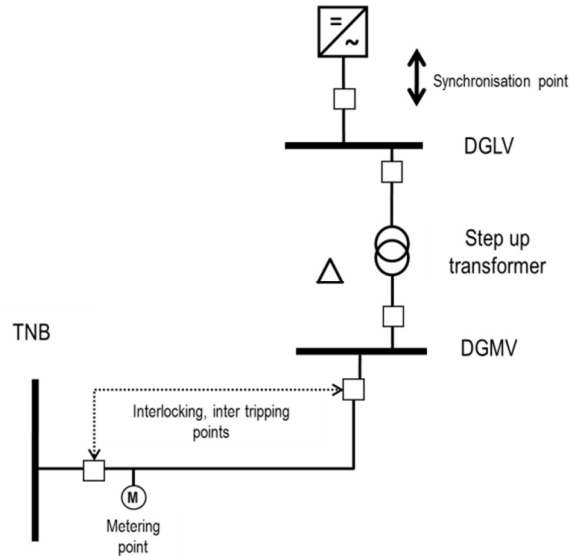 =
~
Synchronisation point
DGLV
Step up
transformer
TNB
DGMV
Interlocking, inter tripping
points
M
Metering
point